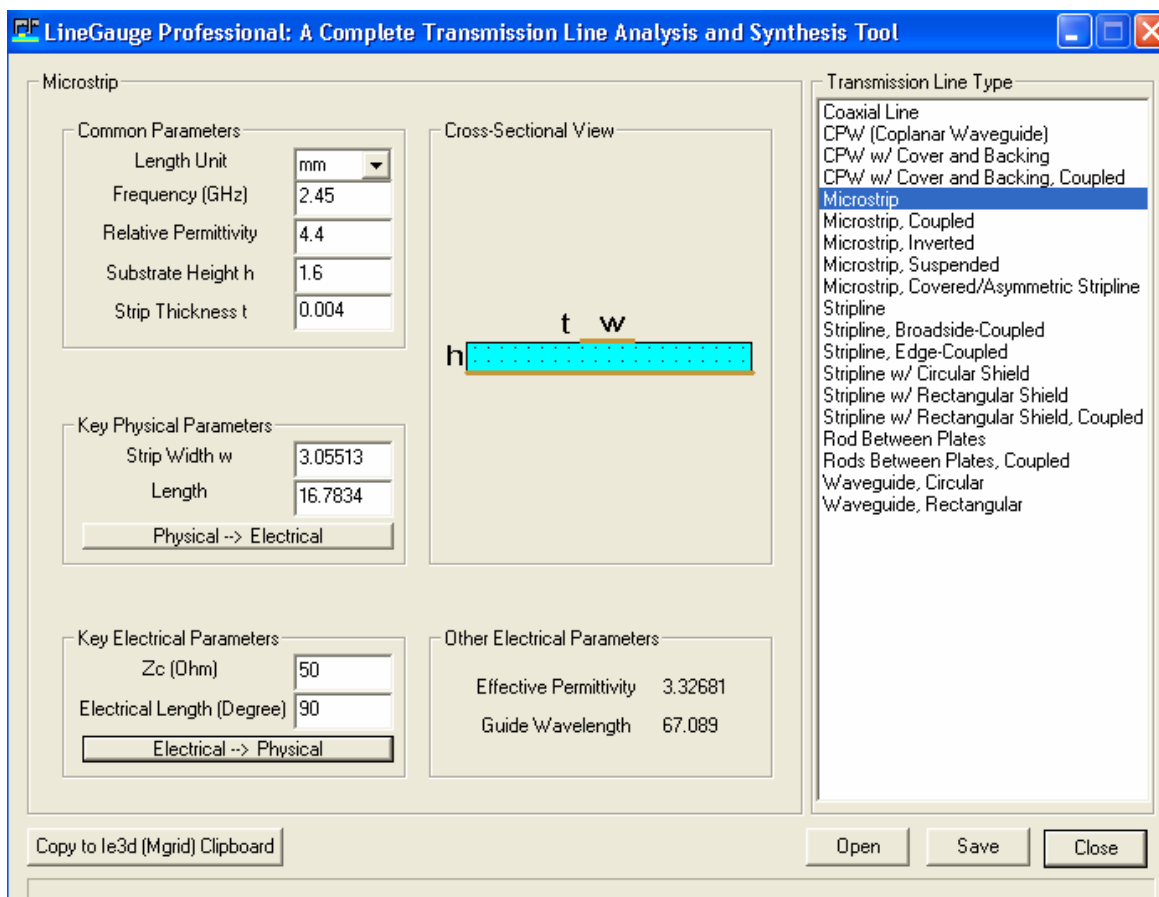 LineGauge Professional: A Complete Transmission Line Analysis and Synthesis Tool
Microstrip
Common Parameters
Length Unit mm
Frequency (GHz) 2.45
Relative Permittivity 4.4
Substrate Height h 1.6
Strip Thickness t 0.004
Key Physical Parameters
Strip Width w 3.05513
Length 16.7834
Physical --> Electrical
Key Electrical Parameters
Zc (Ohm) 50
Electrical Length (Degree) 90
Electrical --> Physical
Cross-Sectional View
t w
h
Other Electrical Parameters
Effective Permittivity 3.32681
Guide Wavelength 67.089
Transmission Line Type
Coaxial Line
CPW (Coplanar Waveguide)
CPW w/ Cover and Backing
CPW w/ Cover and Backing, Coupled
Microstrip
Microstrip, Coupled
Microstrip, Inverted
Microstrip, Suspended
Microstrip, Covered/Asymmetric Stripline
Stripline
Stripline, Broadside-Coupled
Stripline, Edge-Coupled
Stripline w/ Circular Shield
Stripline w/ Rectangular Shield
Stripline w/ Rectangular Shield, Coupled
Rod Between Plates
Rods Between Plates, Coupled
Waveguide, Circular
Waveguide, Rectangular
Copy to Ie3d (Mgrid) Clipboard
Open
Save
Close